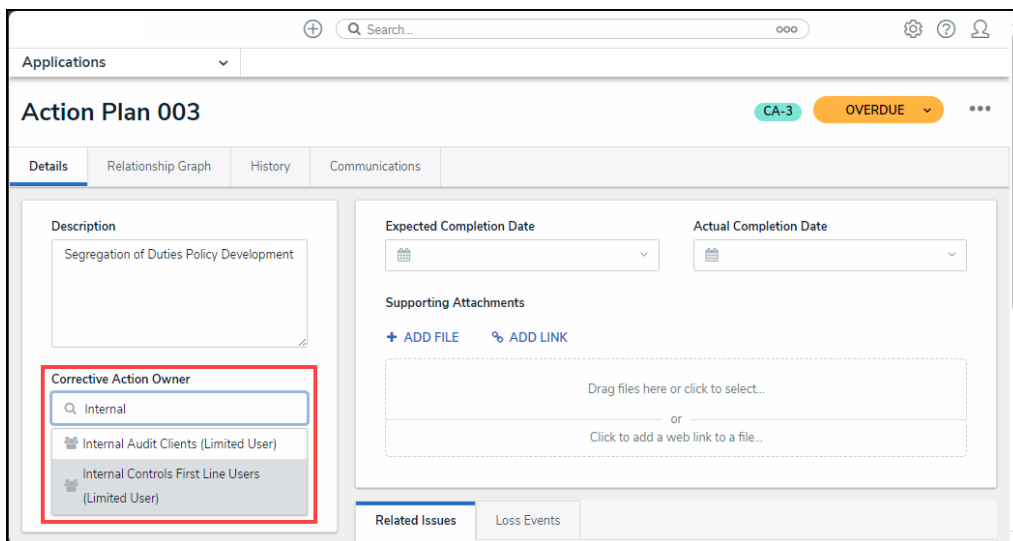 Search...
ooo
Applications
Action Plan 003
CA-3
OVERDUE
Details
Relationship Graph
History
Communications
Description
Segregation of Duties Policy Development
Corrective Action Owner
Internal
Internal Audit Clients (Limited User)
Internal Controls First Line Users
(Limited User)
Expected Completion Date
Actual Completion Date
Supporting Attachments
+ ADD FILE
ADD LINK
Drag files here or click to select...
or
Click to add a web link to a file...
Related Issues
Loss Events